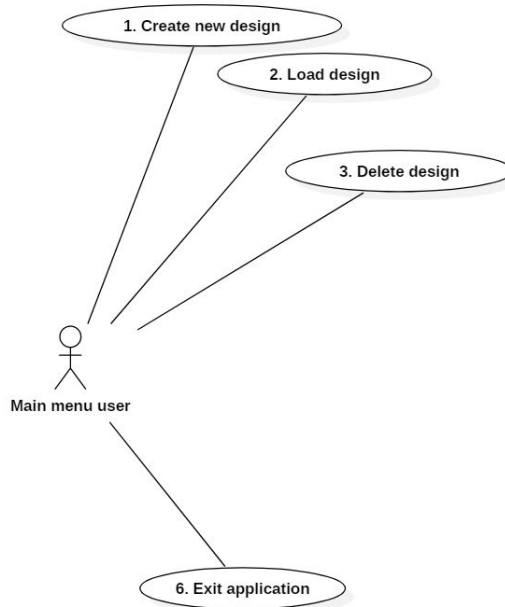 1. Create new design
2. Load design
3. Delete design
Main menu user
6. Exit application